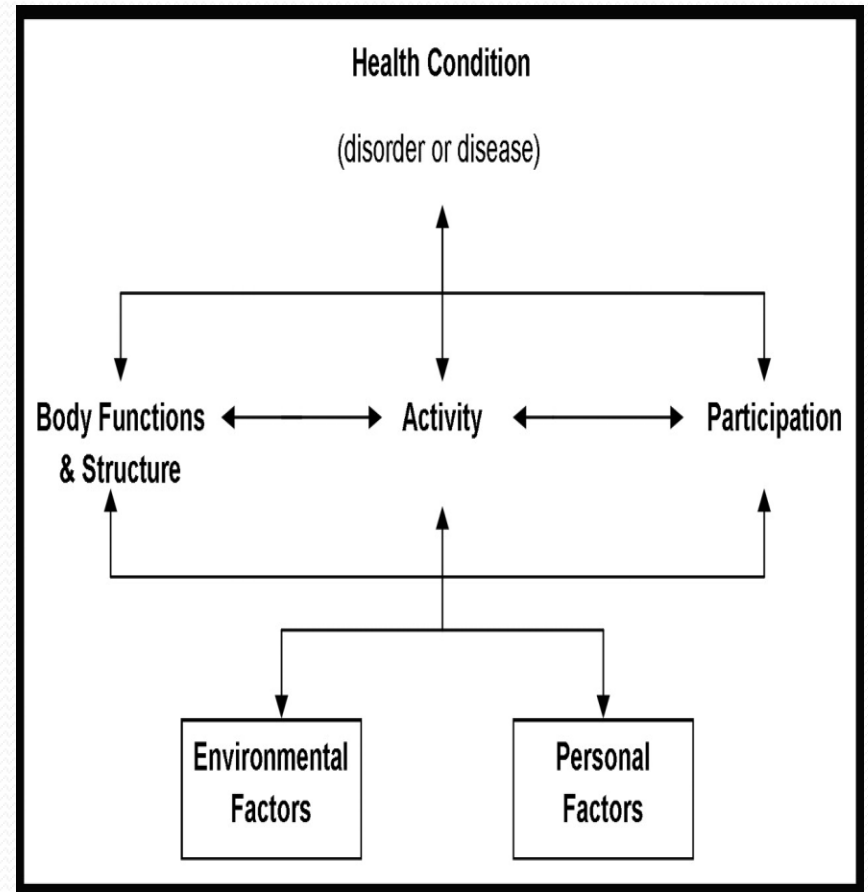 Health Condition
(disorder or disease)
Body Functions
& Structure
Activity
Participation
Environmental
Factors
Personal
Factors